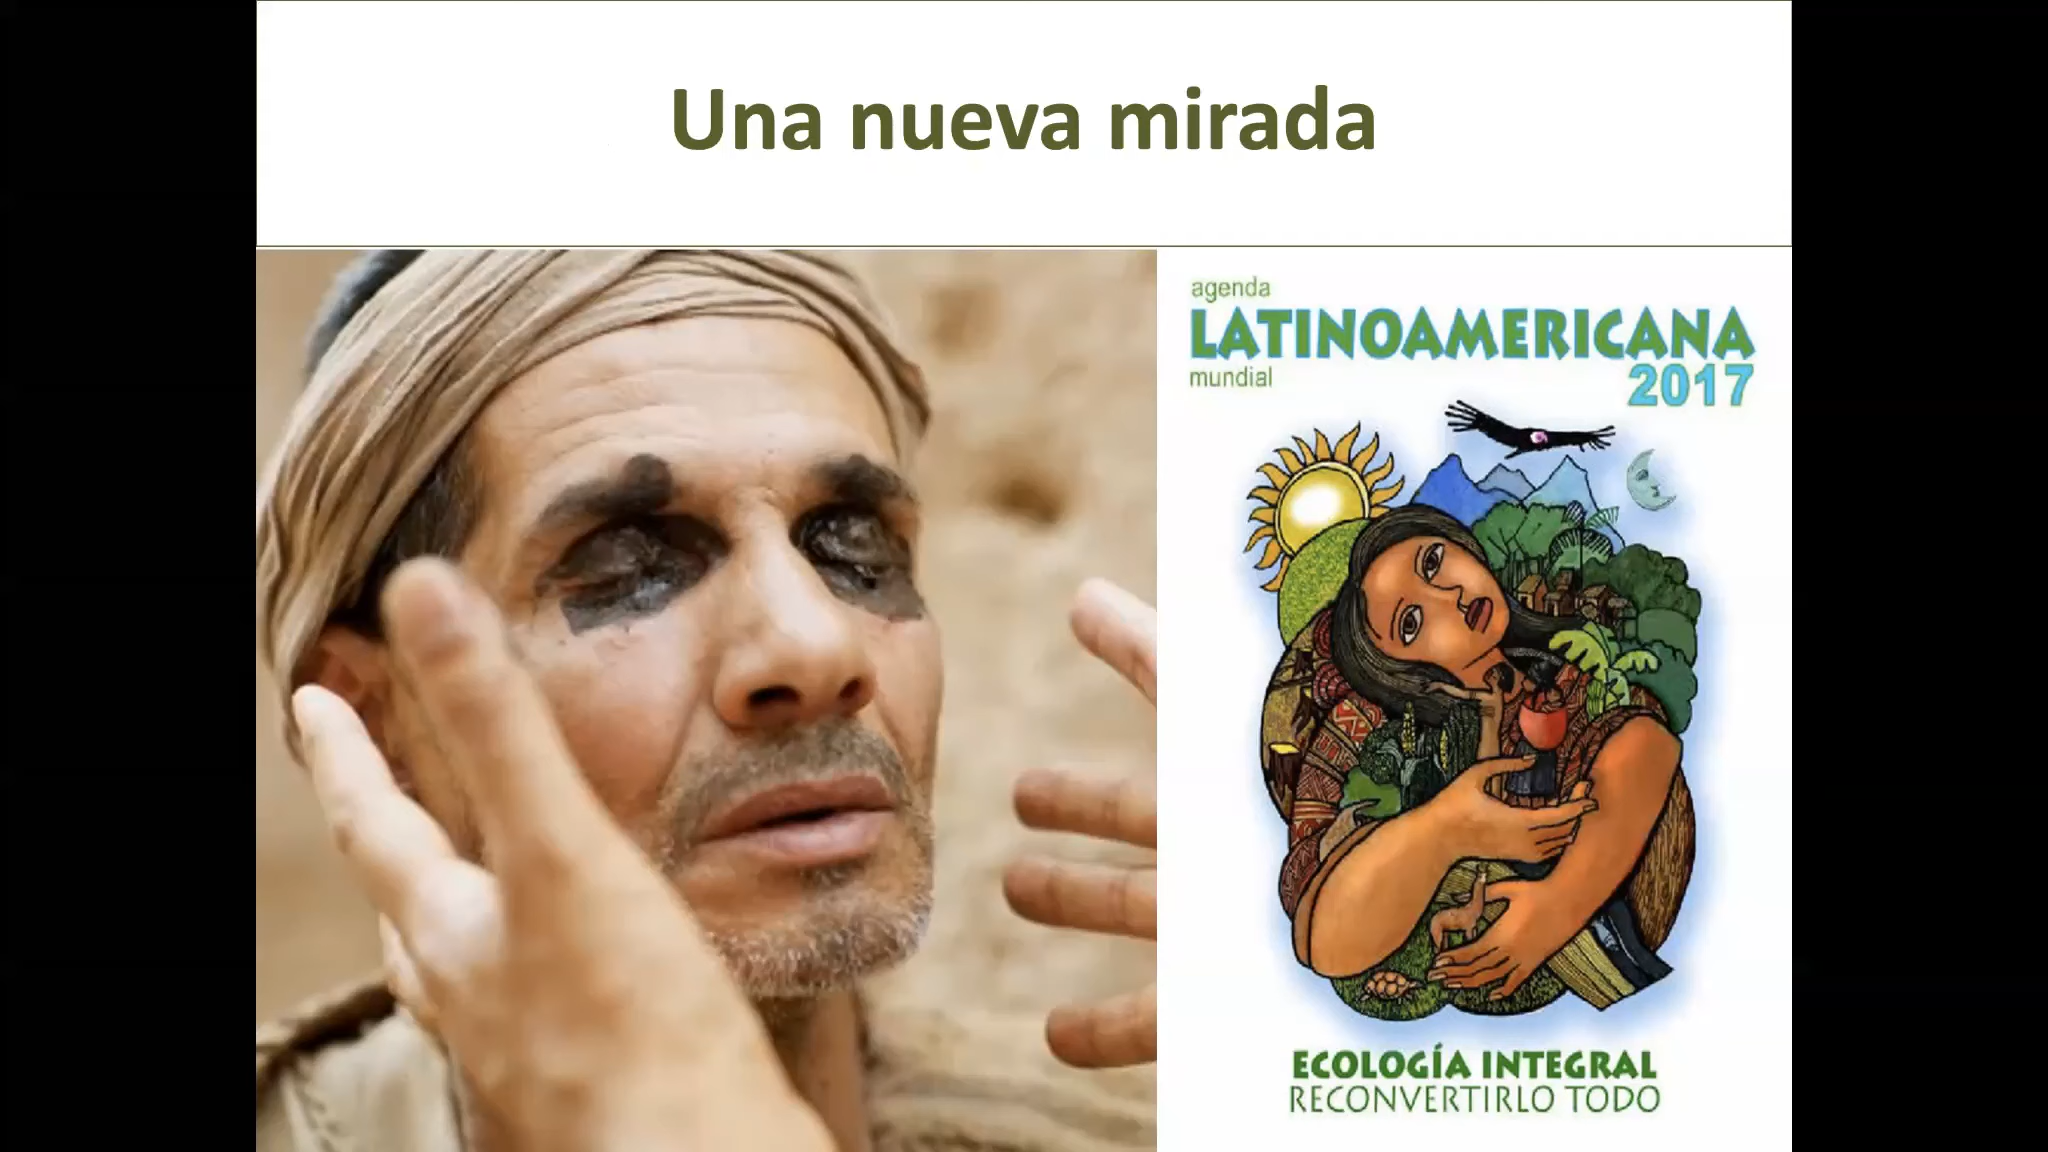 Una nueva mirada
agenda
LATINOAMERICANA
mundial
2017
ECOLOGÍA INTEGRAL
RECONVERTIRLO TODO